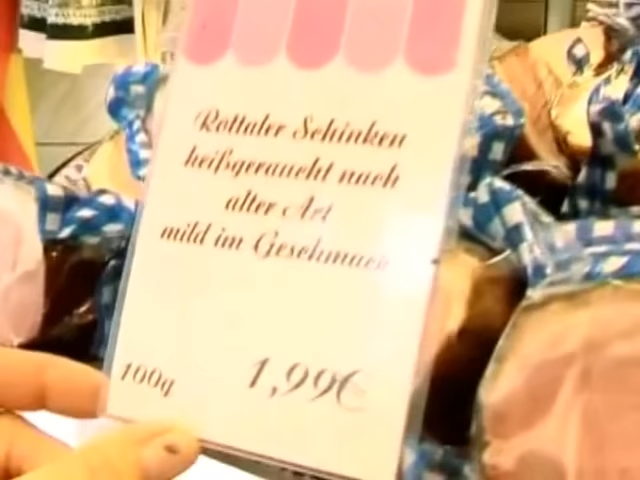 Rottaler Schinken
heißgeraucht nach
alter Art
mild im Geschmack
100g 1,99€